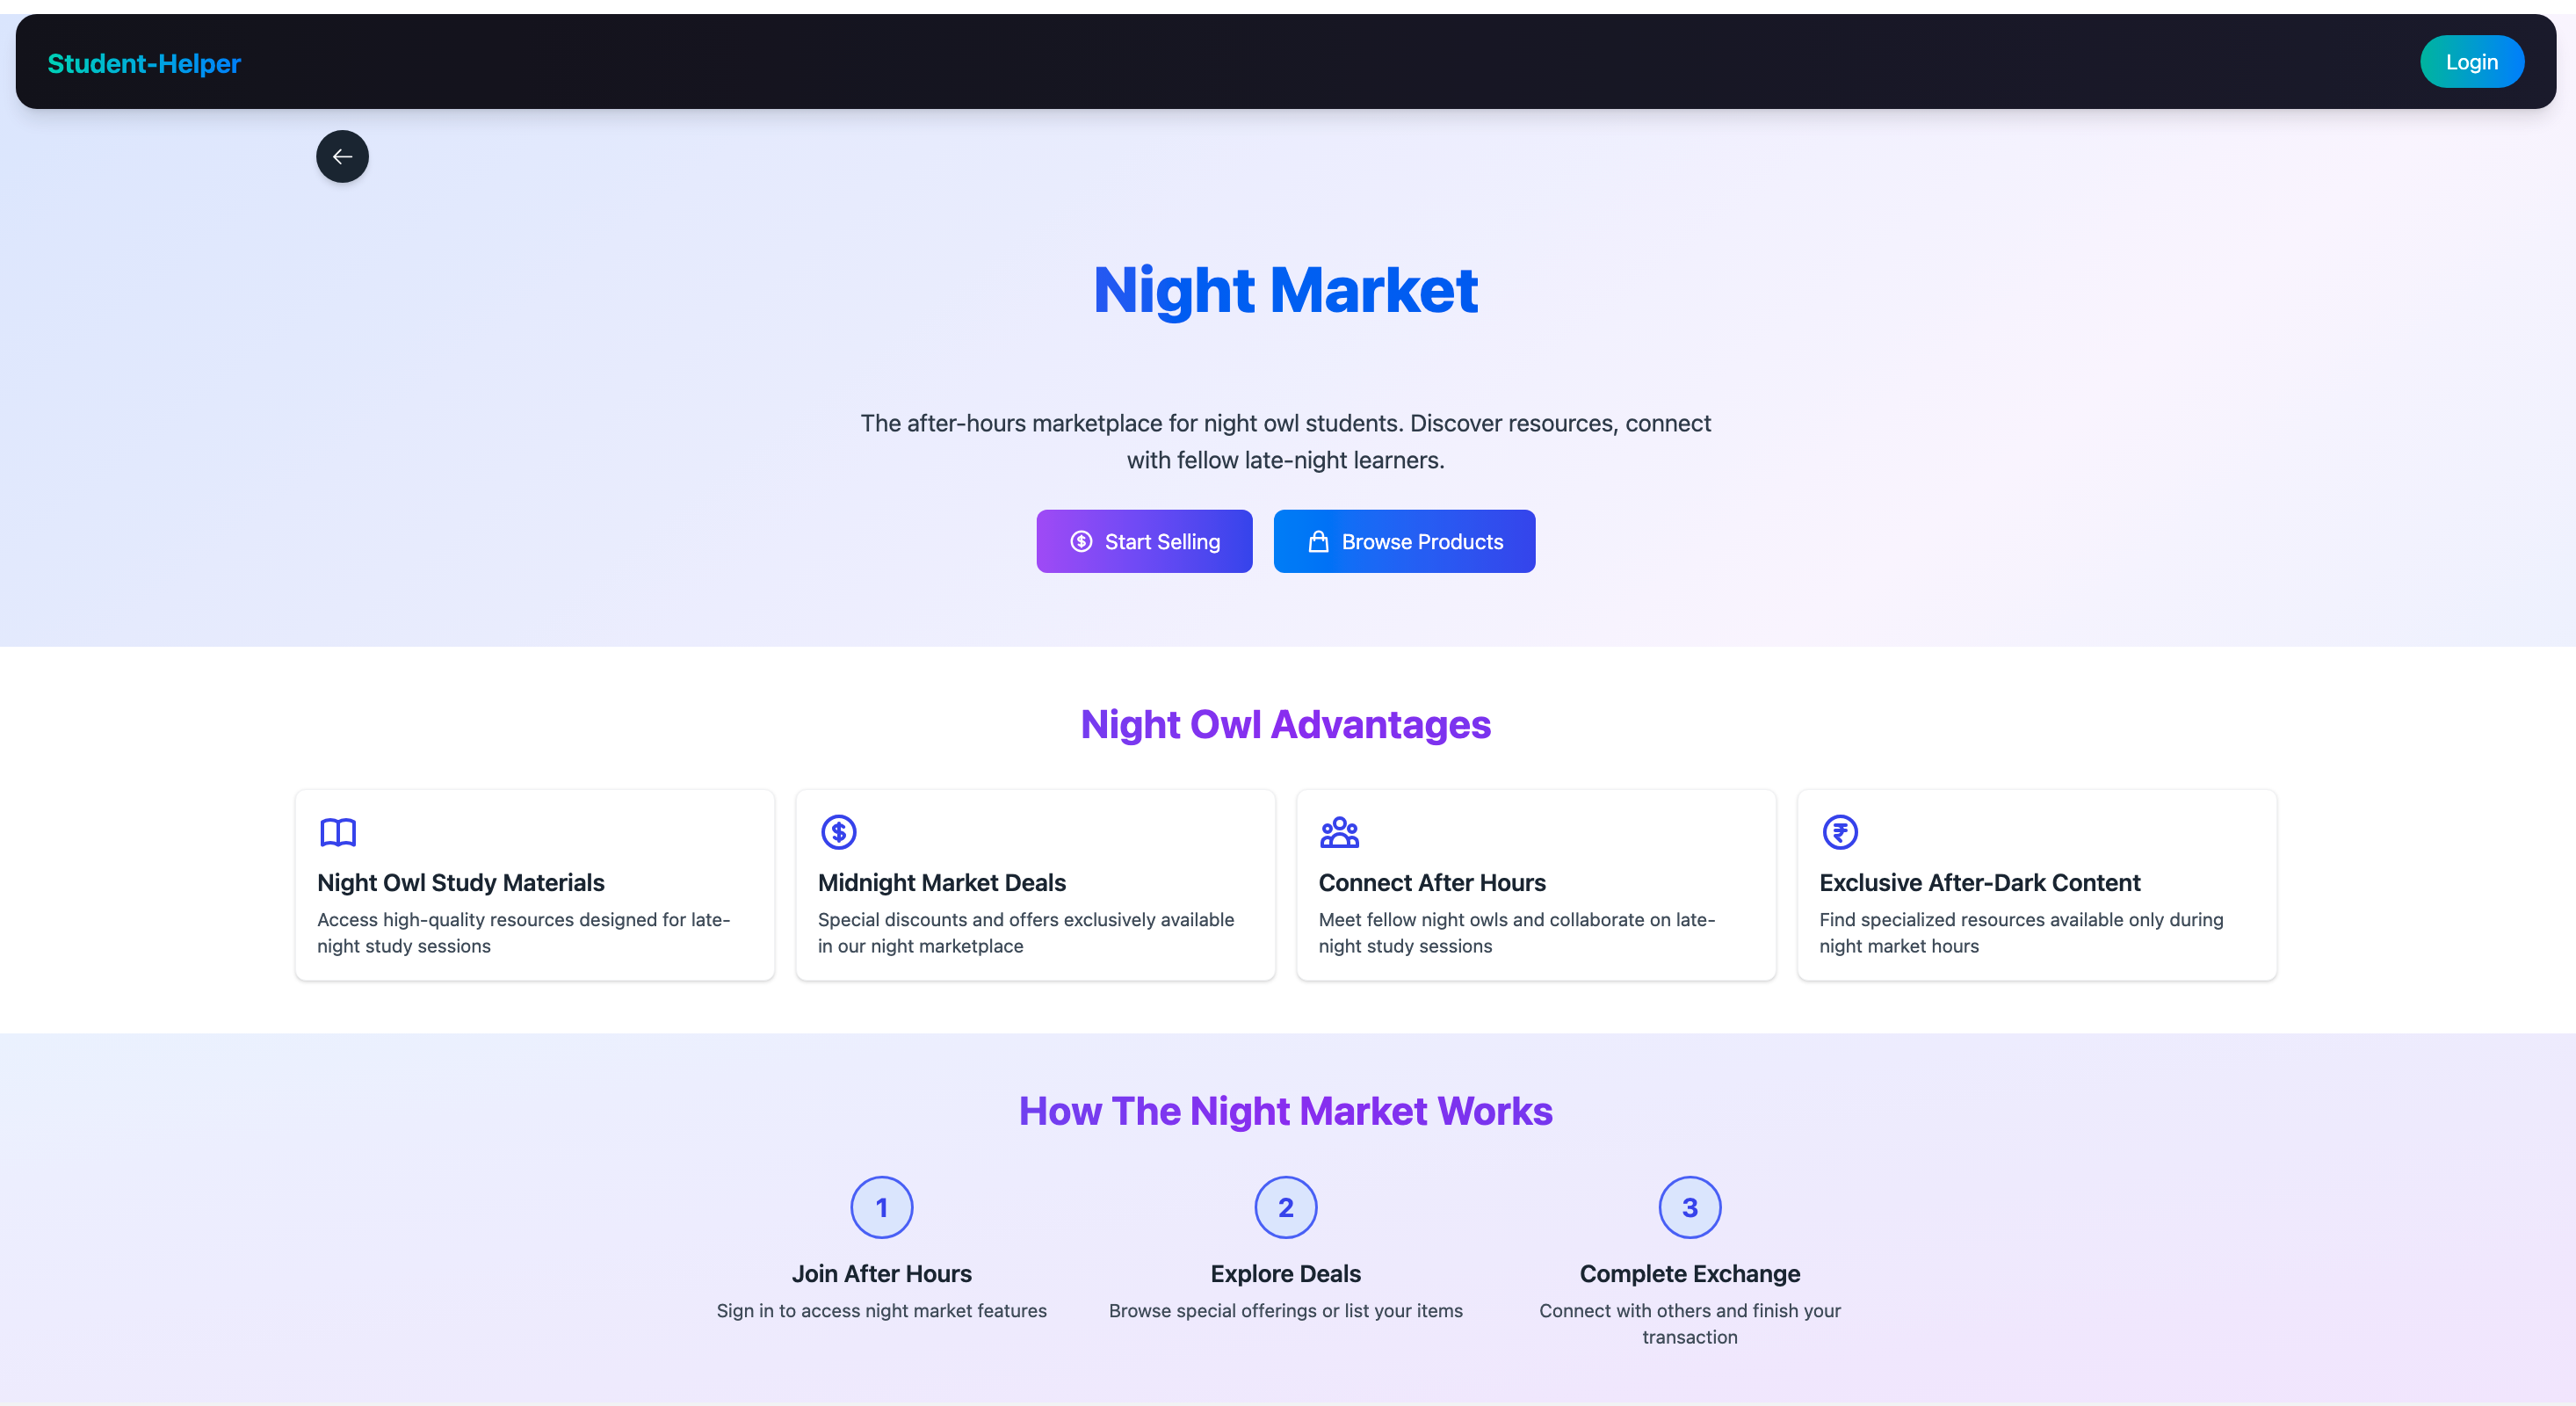 Student-Helper
Login
Night Market
The after-hours marketplace for night owl students. Discover resources, connect
with fellow late-night learners.
Start Selling
Browse Products
Night Owl Advantages
Night Owl Study Materials
Access high-quality resources designed for late-
night study sessions
Midnight Market Deals
Special discounts and offers exclusively available
in our night marketplace
Connect After Hours
Meet fellow night owls and collaborate on late-
night study sessions
Exclusive After-Dark Content
Find specialized resources available only during
night market hours
How The Night Market Works
1
Join After Hours
Sign in to access night market features
2
Explore Deals
Browse special offerings or list your items
3
Complete Exchange
Connect with others and finish your
transaction